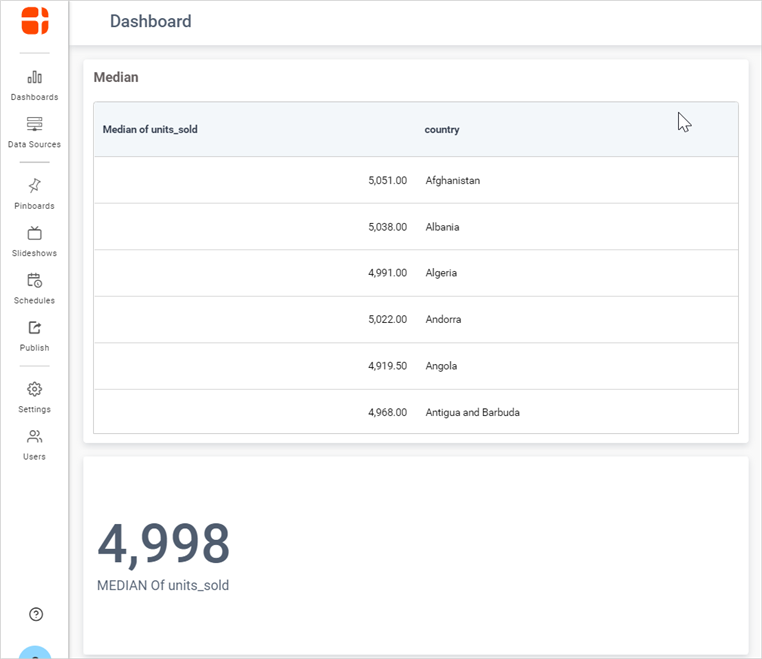 Dashboard
Dashboards
Data Sources
Pinboards
Slideshows
Schedules
Publish
Settings
Users
Median
Median of units_sold country
5,051.00 Afghanistan
5,038.00 Albania
4,991.00 Algeria
5,022.00 Andorra
4,919.50 Angola
4,968.00 Antigua and Barbuda
4,998
MEDIAN Of units_sold